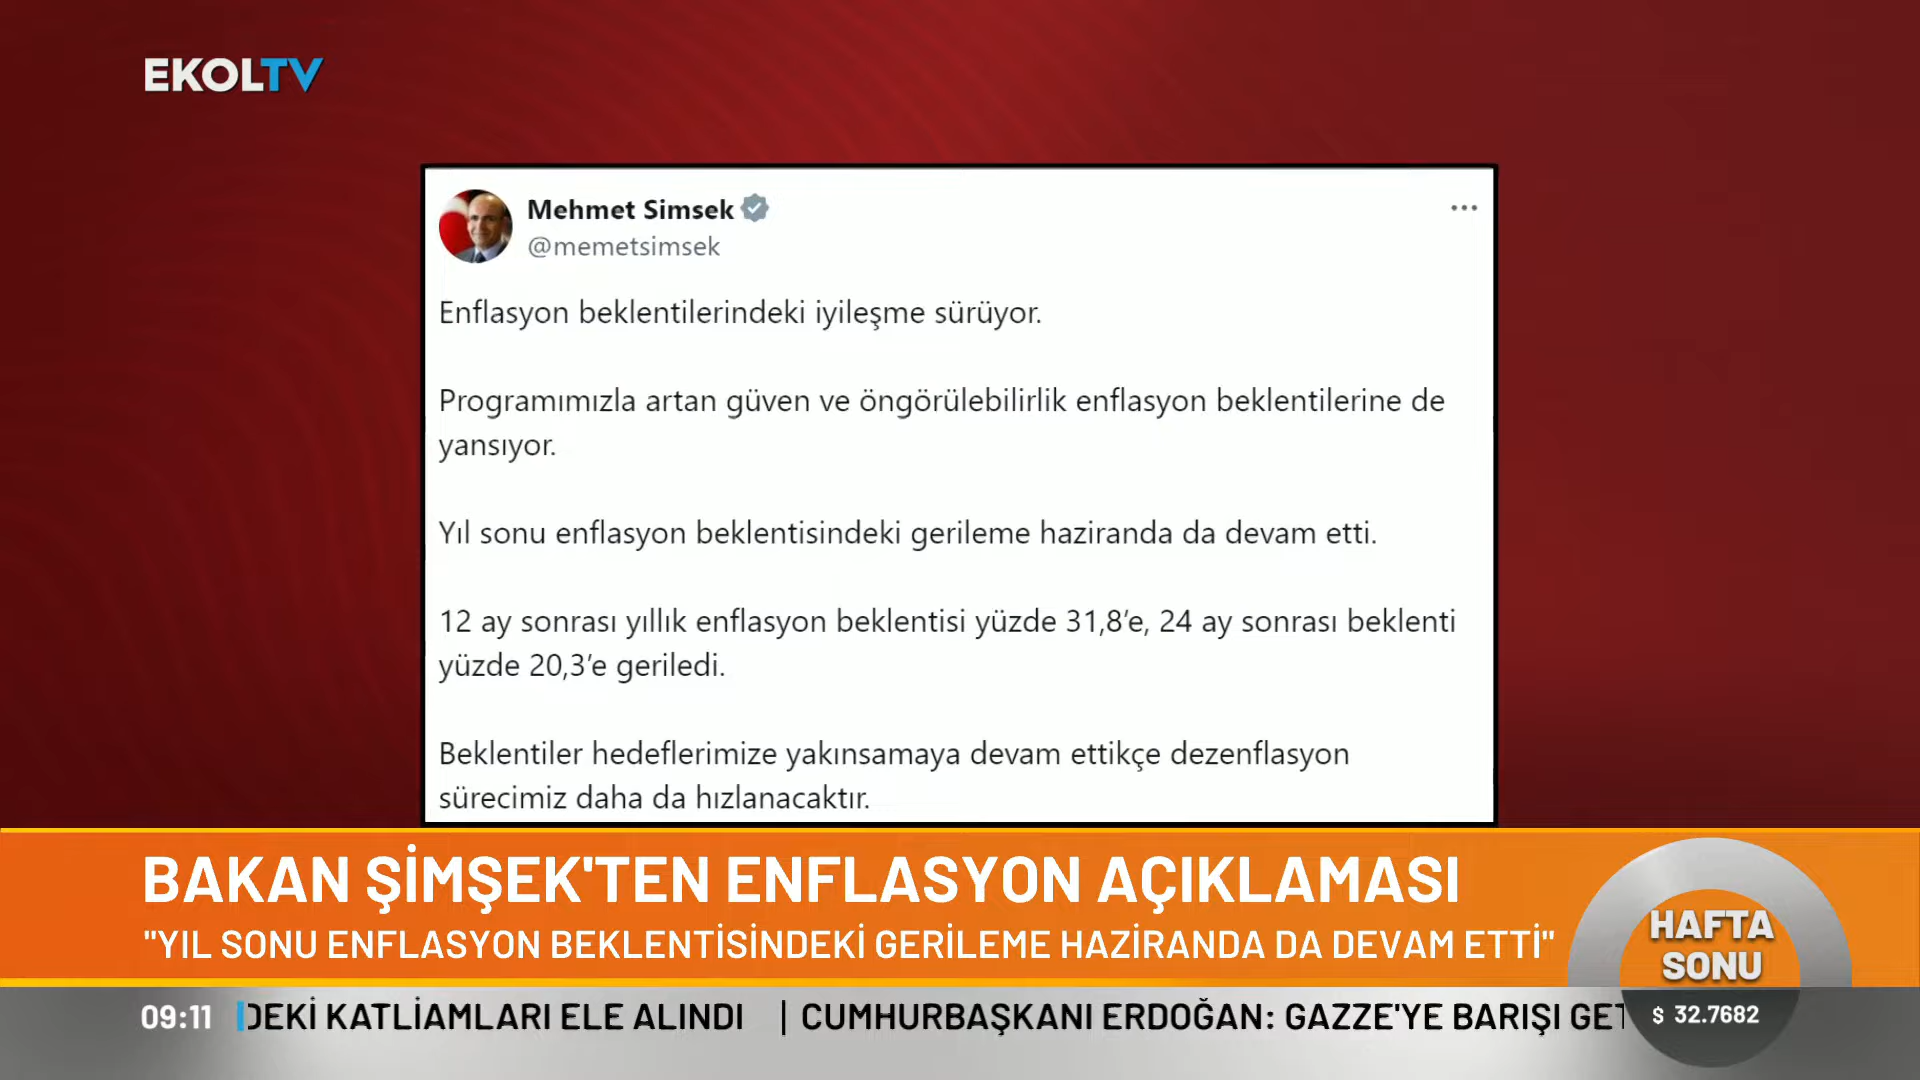 EKOLTV
Mehmet Simsek
@memetsimsek
Enflasyon beklentilerindeki iyileşme sürüyor.
Programımızla artan güven ve öngörülebilirlik enflasyon beklentilerine de
yansıyor.
Yıl sonu enflasyon beklentisindeki gerileme haziranda da devam etti.
12 ay sonrası yıllık enflasyon beklentisi yüzde 31,8’e, 24 ay sonrası beklenti
yüzde 20,3’e geriledi.
Beklentiler hedeflerimize yakınsamaya devam ettikçe dezenflasyon
sürecimiz daha da hızlanacaktır.
BAKAN ŞİMŞEK'TEN ENFLASYON AÇIKLAMASI
"YIL SONU ENFLASYON BEKLENTİSİNDEKİ GERİLEME HAZİRANDA DA DEVAM ETTİ"
HAFTA
SONU
09:11 DEKİ KATLİAMLARI ELE ALINDI | CUMHURBAŞKANI ERDOĞAN: GAZZE'YE BARIŞI GET
$ 32.7682